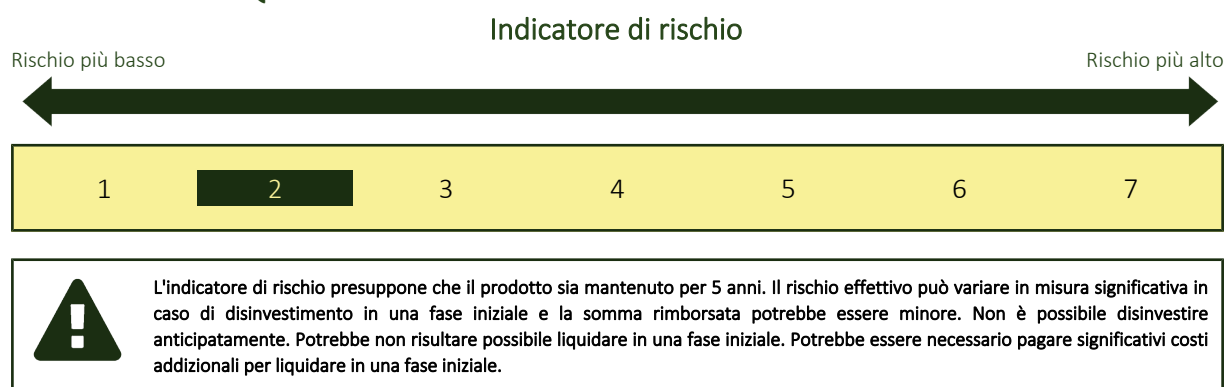 Indicatore di rischio
Rischio più basso
Rischio più alto
1 2 3 4 5 6 7
L'indicatore di rischio presuppone che il prodotto sia mantenuto per 5 anni. Il rischio effettivo può variare in misura significativa in
caso di disinvestimento in una fase iniziale e la somma rimborsata potrebbe essere minore. Non è possibile disinvestire
anticipatamente. Potrebbe non risultare possibile liquidare in una fase iniziale. Potrebbe essere necessario pagare significativi costi
addizionali per liquidare in una fase iniziale.